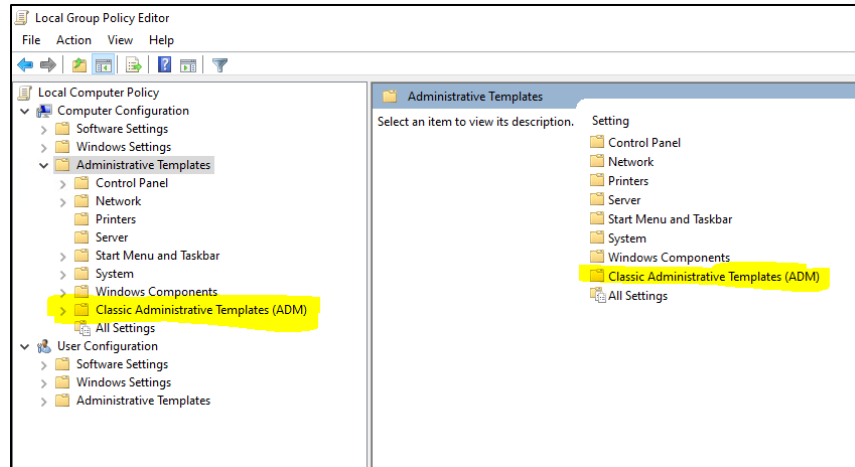 Local Group Policy Editor
File Action View Help
Local Computer Policy
Computer Configuration
Software Settings
Windows Settings
Administrative Templates
Control Panel
Network
Printers
Server
Start Menu and Taskbar
System
Windows Components
Classic Administrative Templates (ADM)
All Settings
User Configuration
Software Settings
Windows Settings
Administrative Templates
Administrative Templates
Select an item to view its description.
Setting
Control Panel
Network
Printers
Server
Start Menu and Taskbar
System
Windows Components
Classic Administrative Templates (ADM)
All Settings